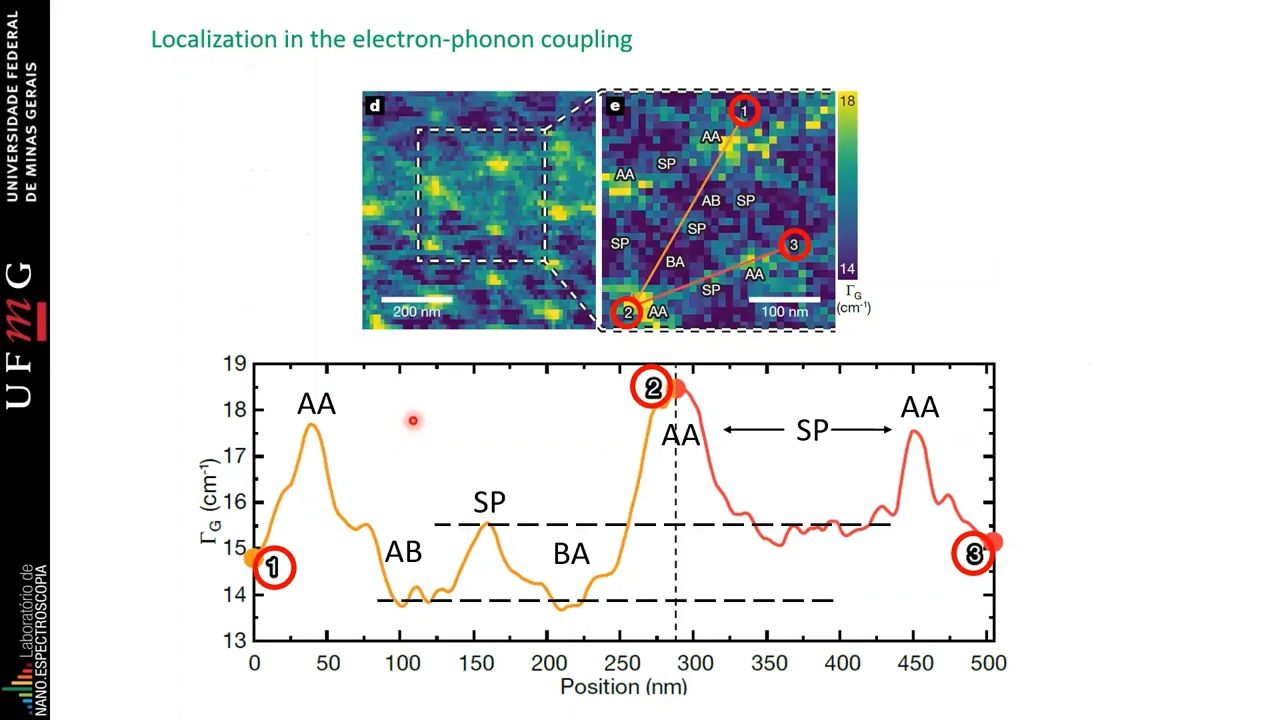 Localization in the electron-phonon coupling
UNIVERSIDADE FEDERAL
DE MINAS GERAIS
UFmG
Laboratório de
NANO.ESPECTROSCOPIA
d
200 nm
e
1
AA
SP
AA
AB SP
SP
SP
3
BA
AA
SP
2 AA
100 nm
18
14
ΓG
(cm⁻¹)
19
18
17
16
15
14
13
ΓG (cm⁻¹)
AA
2
AA
SP
AA
SP
AB
BA
1
3
0 50 100 150 200 250 300 350 400 450 500
Position (nm)